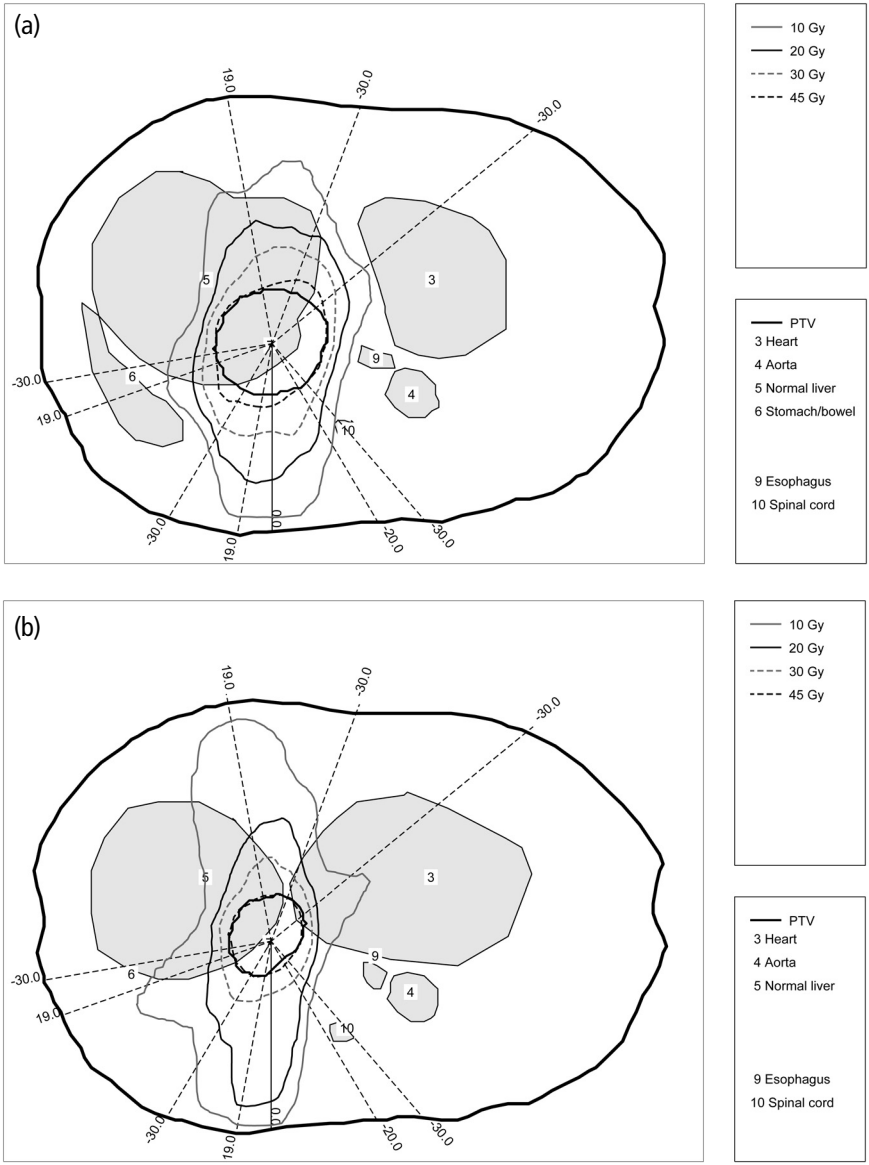 (a)
10 Gy
20 Gy
30 Gy
45 Gy
19.0
-30.0
-30.0
5
3
9
-30.0
6
4
19.0
10
-30.0
19.0
0.0
-20.0
-30.0
PTV
3 Heart
4 Aorta
5 Normal liver
6 Stomach/bowel
9 Esophagus
10 Spinal cord
(b)
10 Gy
20 Gy
30 Gy
45 Gy
19.0
-30.0
-30.0
5
3
9
-30.0
6
4
19.0
10
-30.0
19.0
0.0
-20.0
-30.0
PTV
3 Heart
4 Aorta
5 Normal liver
9 Esophagus
10 Spinal cord